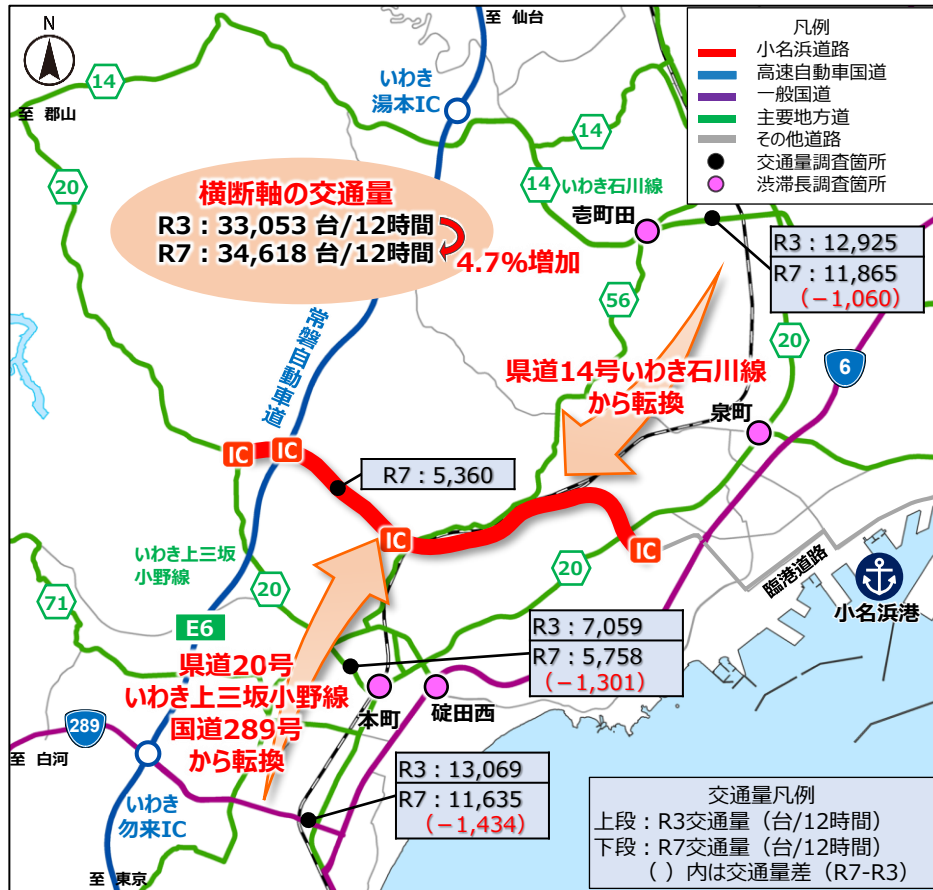 N
至 仙台
凡例
小名浜道路
高速自動車国道
一般国道
主要地方道
その他道路
交通量調査箇所
渋滞長調査箇所
14
至 郡山
いわき
湯本IC
14
20
14
いわき石川線
壱町田
横断軸の交通量
R3：33,053 台/12時間
R7：34,618 台/12時間
4.7%増加
R3：12,925
R7：11,865
（－1,060）
56
20
6
常磐自動車道
県道14号いわき石川線
から転換
泉町
IC
IC
R7：5,360
IC
IC
いわき上三坂
小野線
20
20
臨港道路
小名浜港
71
E6
R3：7,059
R7：5,758
（－1,301）
県道20号
いわき上三坂小野線
国道289号
から転換
本町
碇田西
289
至 白河
いわき
勿来IC
R3：13,069
R7：11,635
（－1,434）
至 東京
交通量凡例
上段：R3交通量（台/12時間）
下段：R7交通量（台/12時間）
（ ）内は交通量差（R7-R3）